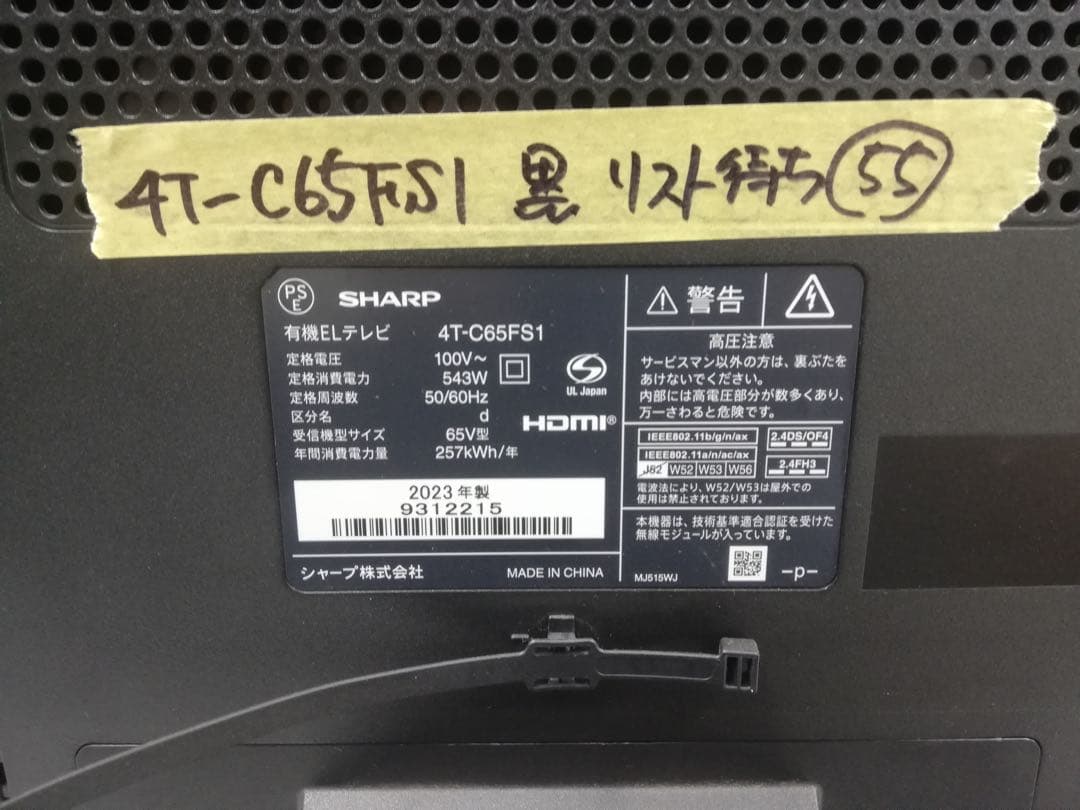 4T-C65FS1 黒 リスト待ち 55
PS
E
SHARP
有機ELテレビ 4T-C65FS1
定格電圧 100V～
定格消費電力 543W
定格周波数 50/60Hz
区分名 d
受信機型サイズ 65V型
年間消費電力量 257kWh/年
UL Japan
HDMI®
2023年製
9312215
シャープ株式会社 MADE IN CHINA
警告
高圧注意
サービスマン以外の方は、裏ぶたを
あけないでください。
内部には高電圧部分が数多くあり、
万一さわると危険です。
IEEE802.11b/g/n/ax
2.4DS/OF4
IEEE802.11a/n/ac/ax
J52 W52 W53 W56
2.4FH3
電波法により、W52/W53は屋外での
使用は禁止されております。
本機器は、技術基準適合認証を受けた
無線モジュールが入っています。
MJ515WJ
-p-